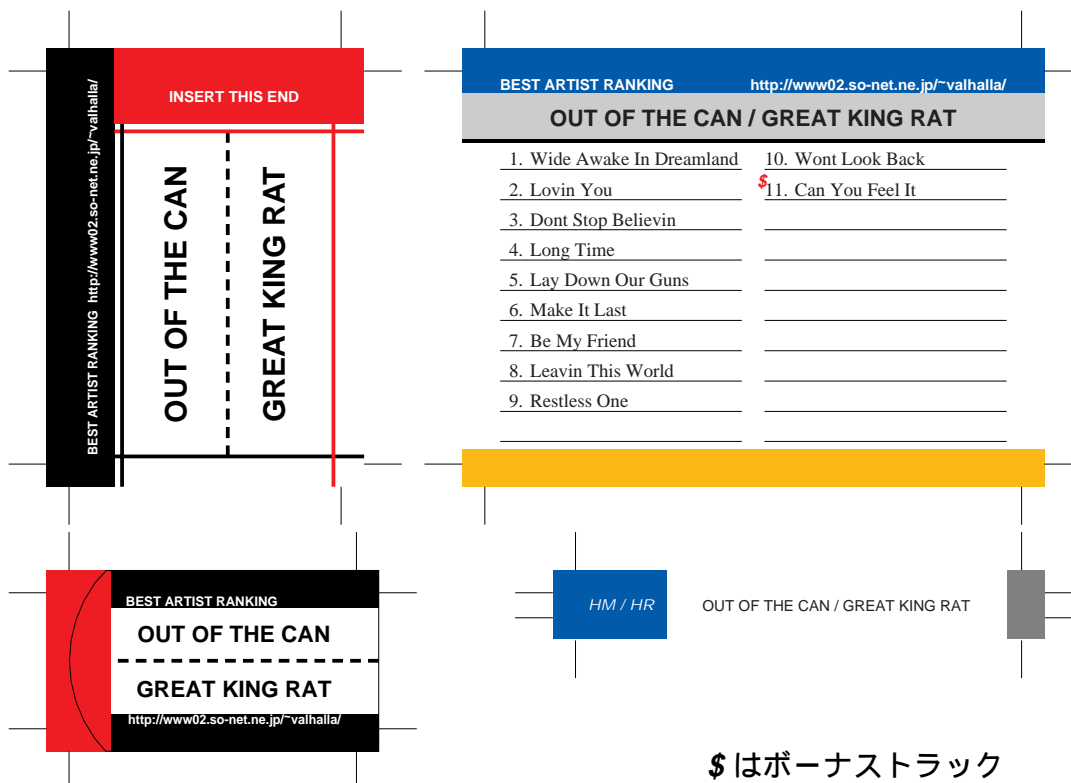 INSERT THIS END
BEST ARTIST RANKING http://www02.so-net.ne.jp/~valhalla/
OUT OF THE CAN
GREAT KING RAT
BEST ARTIST RANKING http://www02.so-net.ne.jp/~valhalla/
OUT OF THE CAN / GREAT KING RAT
1. Wide Awake In Dreamland
2. Lovin You
3. Dont Stop Believin
4. Long Time
5. Lay Down Our Guns
6. Make It Last
7. Be My Friend
8. Leavin This World
9. Restless One
10. Wont Look Back
$11. Can You Feel It
BEST ARTIST RANKING
OUT OF THE CAN
GREAT KING RAT
http://www02.so-net.ne.jp/~valhalla/
HM / HR
OUT OF THE CAN / GREAT KING RAT
$ はボーナストラック